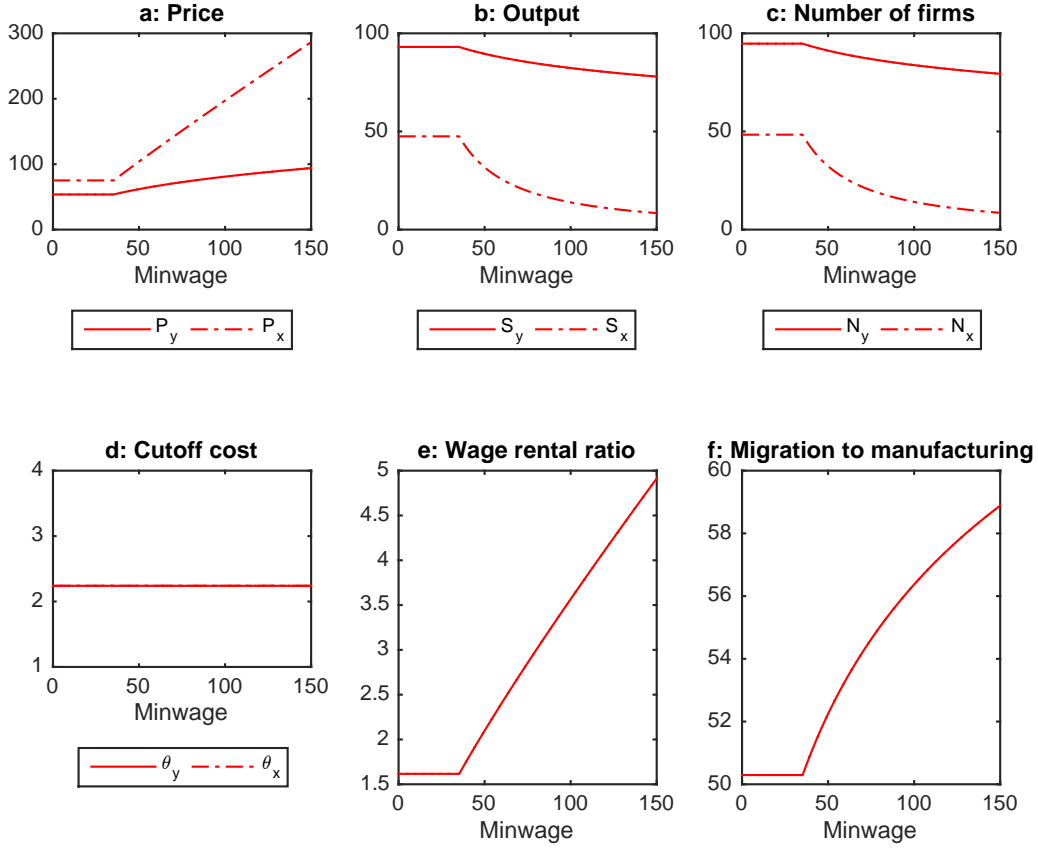 a: Price
300
200
100
0
0 50 100 150
Minwage
P_y P_x
b: Output
100
50
0
0 50 100 150
Minwage
S_y S_x
c: Number of firms
100
50
0
0 50 100 150
Minwage
N_y N_x
d: Cutoff cost
4
3
2
1
0 50 100 150
Minwage
θ_y θ_x
e: Wage rental ratio
5
4.5
4
3.5
3
2.5
2
1.5
0 50 100 150
Minwage
f: Migration to manufacturing
60
58
56
54
52
50
0 50 100 150
Minwage